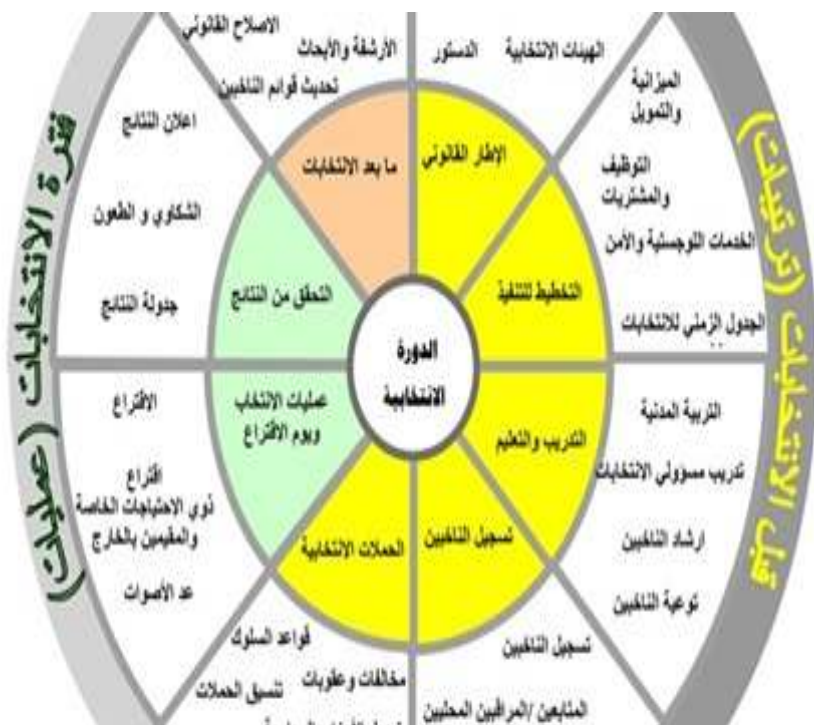 الدورة
الانتخابية
الإطار القانوني
التخطيط للتنفيذ
التدريب والتعليم
تسجيل الناخبين
الحملات الانتخابية
عمليات الانتخاب
ويوم الاقتراع
التحقق من النتائج
ما بعد الانتخابات
الهيئات الانتخابية
الدستور
الميزانية
والتمويل
التوظيف
والمشتريات
الخدمات اللوجستية والأمن
الجدول الزمني للانتخابات
التربية المدنية
تدريب مسؤولي الانتخابات
ارشاد الناخبين
توعية الناخبين
تسجيل الناخبين
المتابعين /المراقبين المحليين
قواعد السلوك
مخالفات وعقوبات
تنسيق الحملات
الاقتراع
اقتراع
ذوي الاحتياجات الخاصة
والمقيمين بالخارج
عد الأصوات
جدولة النتائج
الشكاوي و الطعون
اعلان النتائج
الاصلاح القانوني
الأرشفة والأبحاث
تحديث قوائم الناخبين
قبل الانتخابات (ترتيبات)
فترة الانتخابات (عمليات)